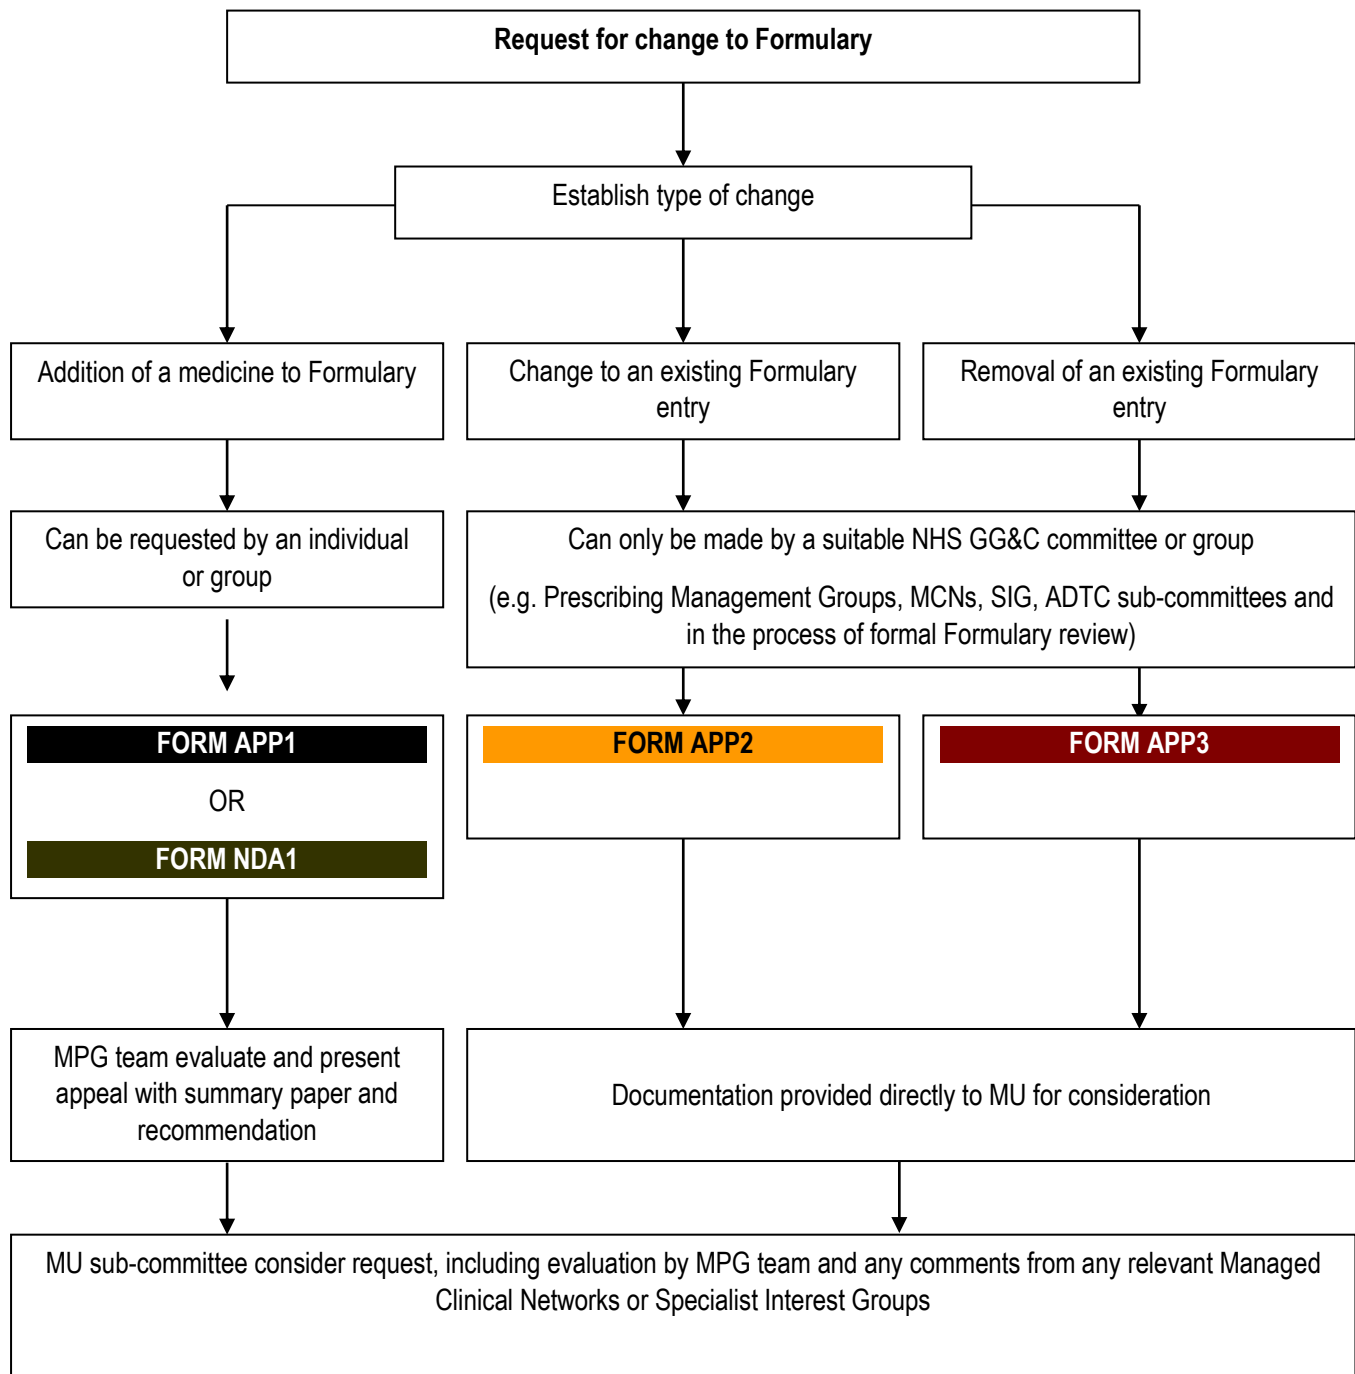 Request for change to Formulary
Establish type of change
Addition of a medicine to Formulary
Change to an existing Formulary
entry
Removal of an existing Formulary
entry
Can be requested by an individual
or group
Can only be made by a suitable NHS GG&C committee or group
(e.g. Prescribing Management Groups, MCNs, SIG, ADTC sub-committees and
in the process of formal Formulary review)
FORM APP1
OR
FORM NDA1
FORM APP2
FORM APP3
MPG team evaluate and present
appeal with summary paper and
recommendation
Documentation provided directly to MU for consideration
MU sub-committee consider request, including evaluation by MPG team and any comments from any relevant Managed
Clinical Networks or Specialist Interest Groups